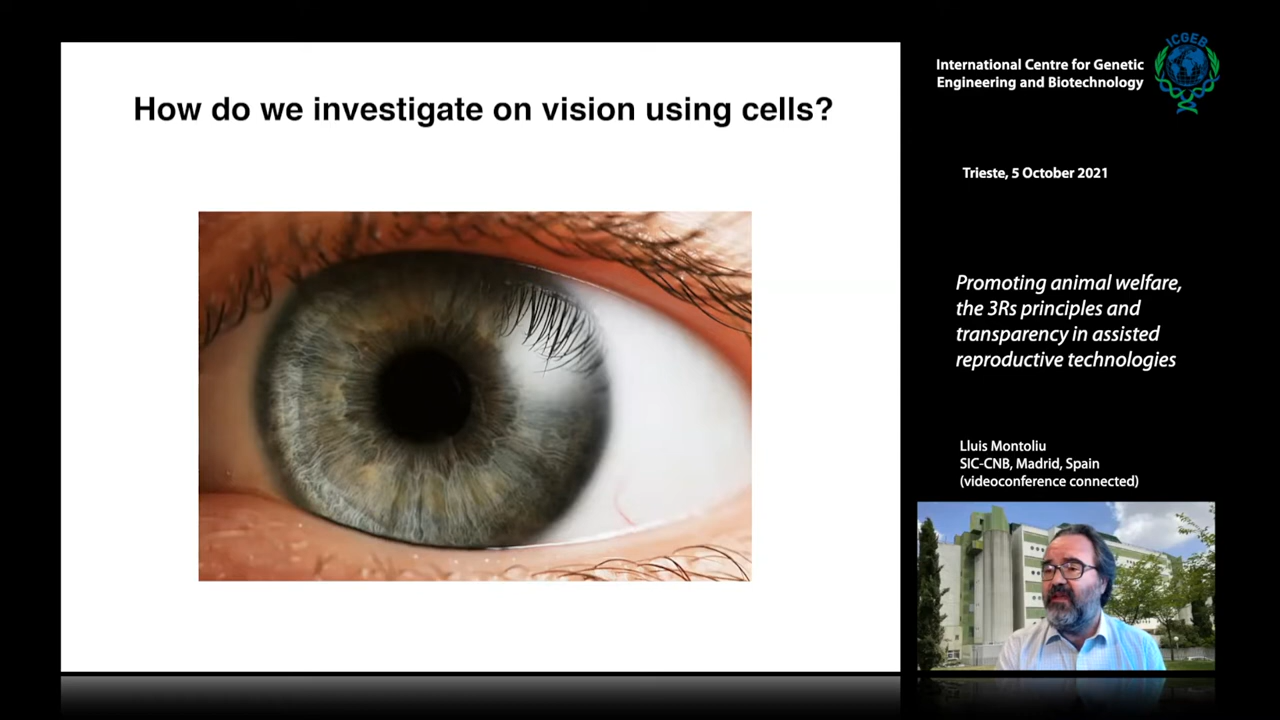 How do we investigate on vision using cells?
International Centre for Genetic
Engineering and Biotechnology
ICGEB
Trieste, 5 October 2021
Promoting animal welfare,
the 3Rs principles and
transparency in assisted
reproductive technologies
Lluis Montoliu
SIC-CNB, Madrid, Spain
(videoconference connected)